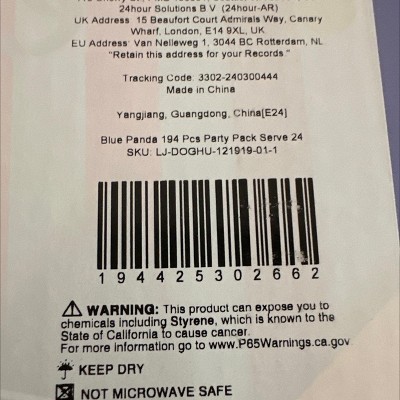 24hour Solutions B V (24hour-AR)
UK Address: 15 Beaufort Court Admirals Way, Canary
Wharf, London, E14 9XL, UK
EU Address: Van Nelleweg 1, 3044 BC Rotterdam, NL
"Retain this address for your Records."
Tracking Code: 3302-240300444
Made in China
Yangjiang, Guangdong, China[E24]
Blue Panda 194 Pcs Party Pack Serve 24
SKU: LJ-DOGHU-121919-01-1
194425302662
WARNING: This product can expose you to
chemicals including Styrene, which is known to the
State of California to cause cancer.
For more information go to www.P65Warnings.ca.gov
KEEP DRY
NOT MICROWAVE SAFE